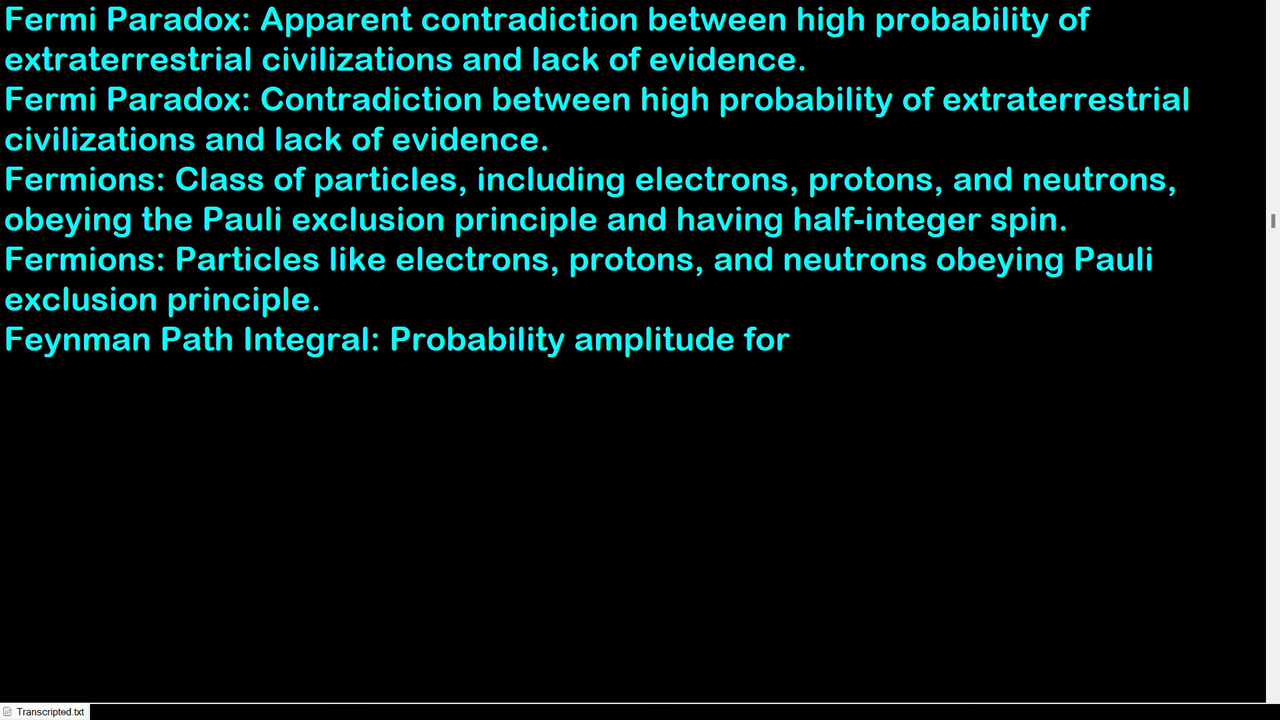 Fermi Paradox: Apparent contradiction between high probability of
extraterrestrial civilizations and lack of evidence.
Fermi Paradox: Contradiction between high probability of extraterrestrial
civilizations and lack of evidence.
Fermions: Class of particles, including electrons, protons, and neutrons,
obeying the Pauli exclusion principle and having half-integer spin.
Fermions: Particles like electrons, protons, and neutrons obeying Pauli
exclusion principle.
Feynman Path Integral: Probability amplitude for
Transcripted.txt